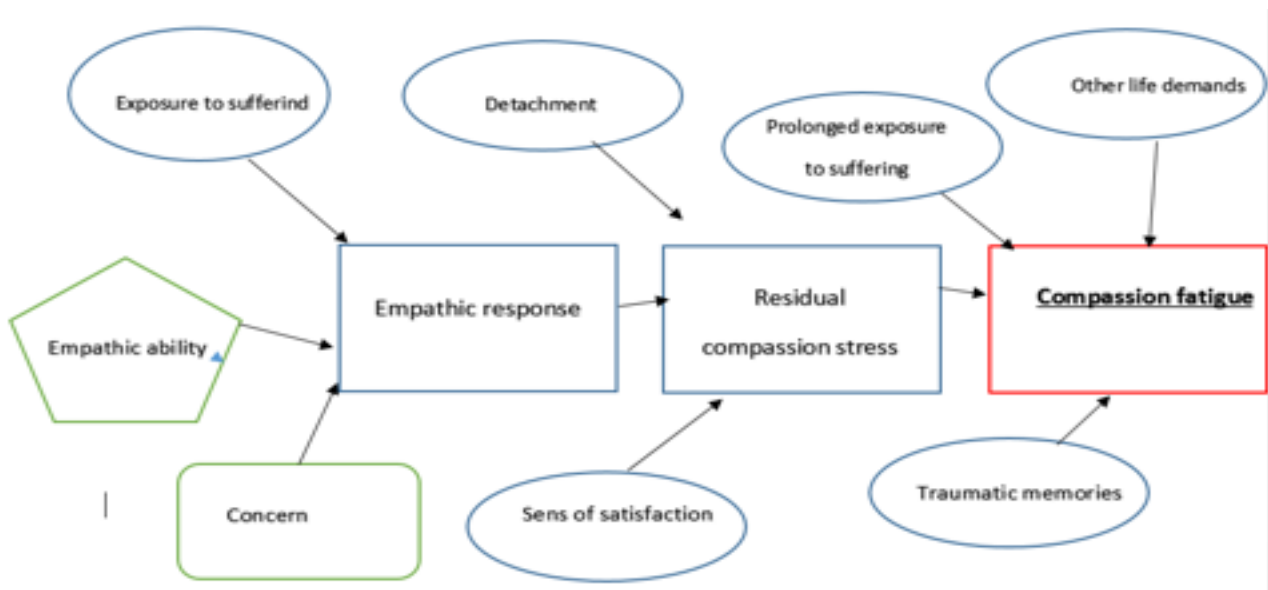 Exposure to sufferind
Detachment
Other life demands
Prolonged exposure
to suffering
Empathic response
Residual
compassion stress
Compassion fatigue
Empathic ability
Concern
Sens of satisfaction
Traumatic memories